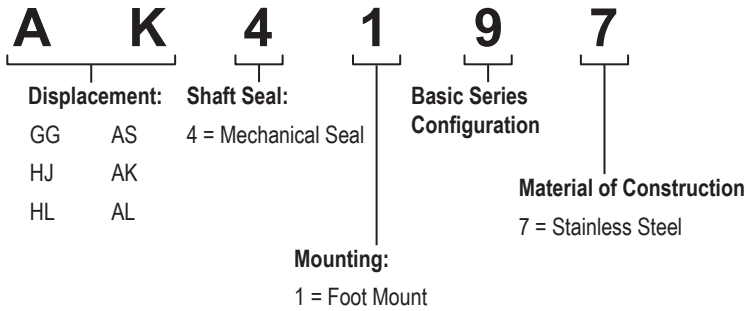 A K 4 1 9 7
Displacement:
GG AS
HJ AK
HL AL
Shaft Seal:
4 = Mechanical Seal
Basic Series
Configuration
Material of Construction
7 = Stainless Steel
Mounting:
1 = Foot Mount